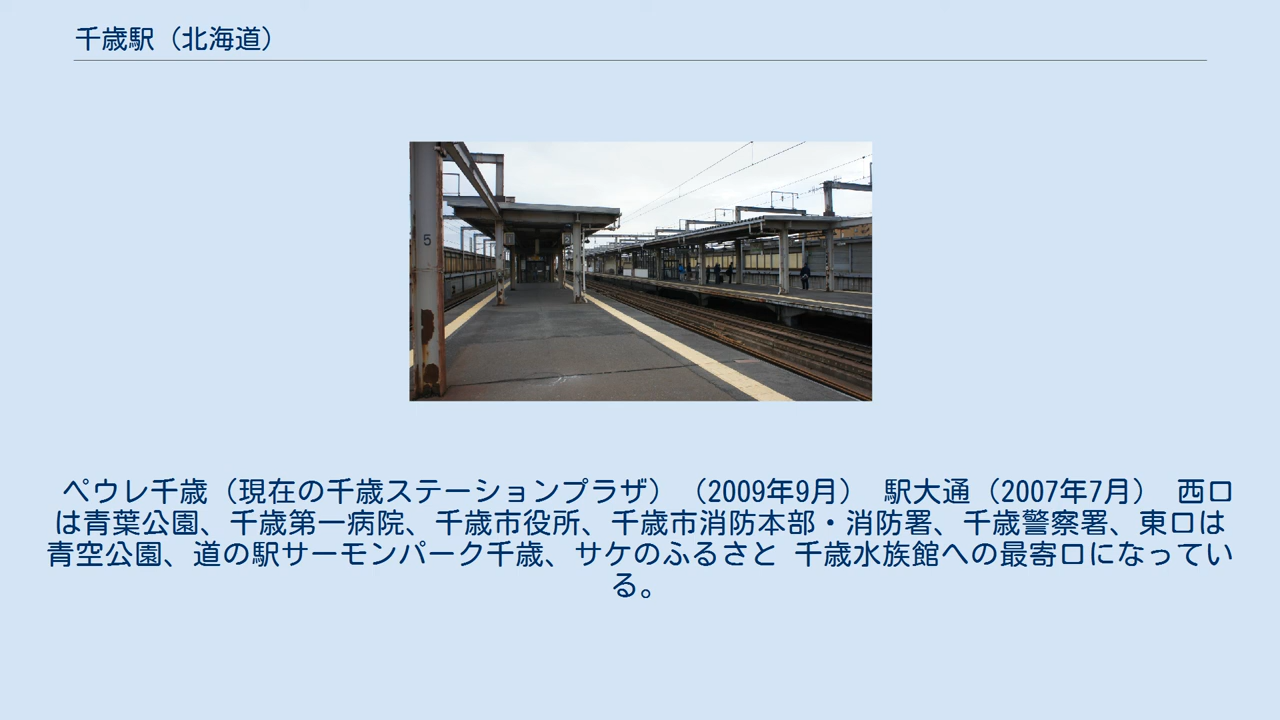 千歳駅（北海道）
5
2
ペウレ千歳（現在の千歳ステーションプラザ）（2009年9月） 駅大通（2007年7月） 西口
は青葉公園、千歳第一病院、千歳市役所、千歳市消防本部・消防署、千歳警察署、東口は
青空公園、道の駅サーモンパーク千歳、サケのふるさと 千歳水族館への最寄口になってい
る。